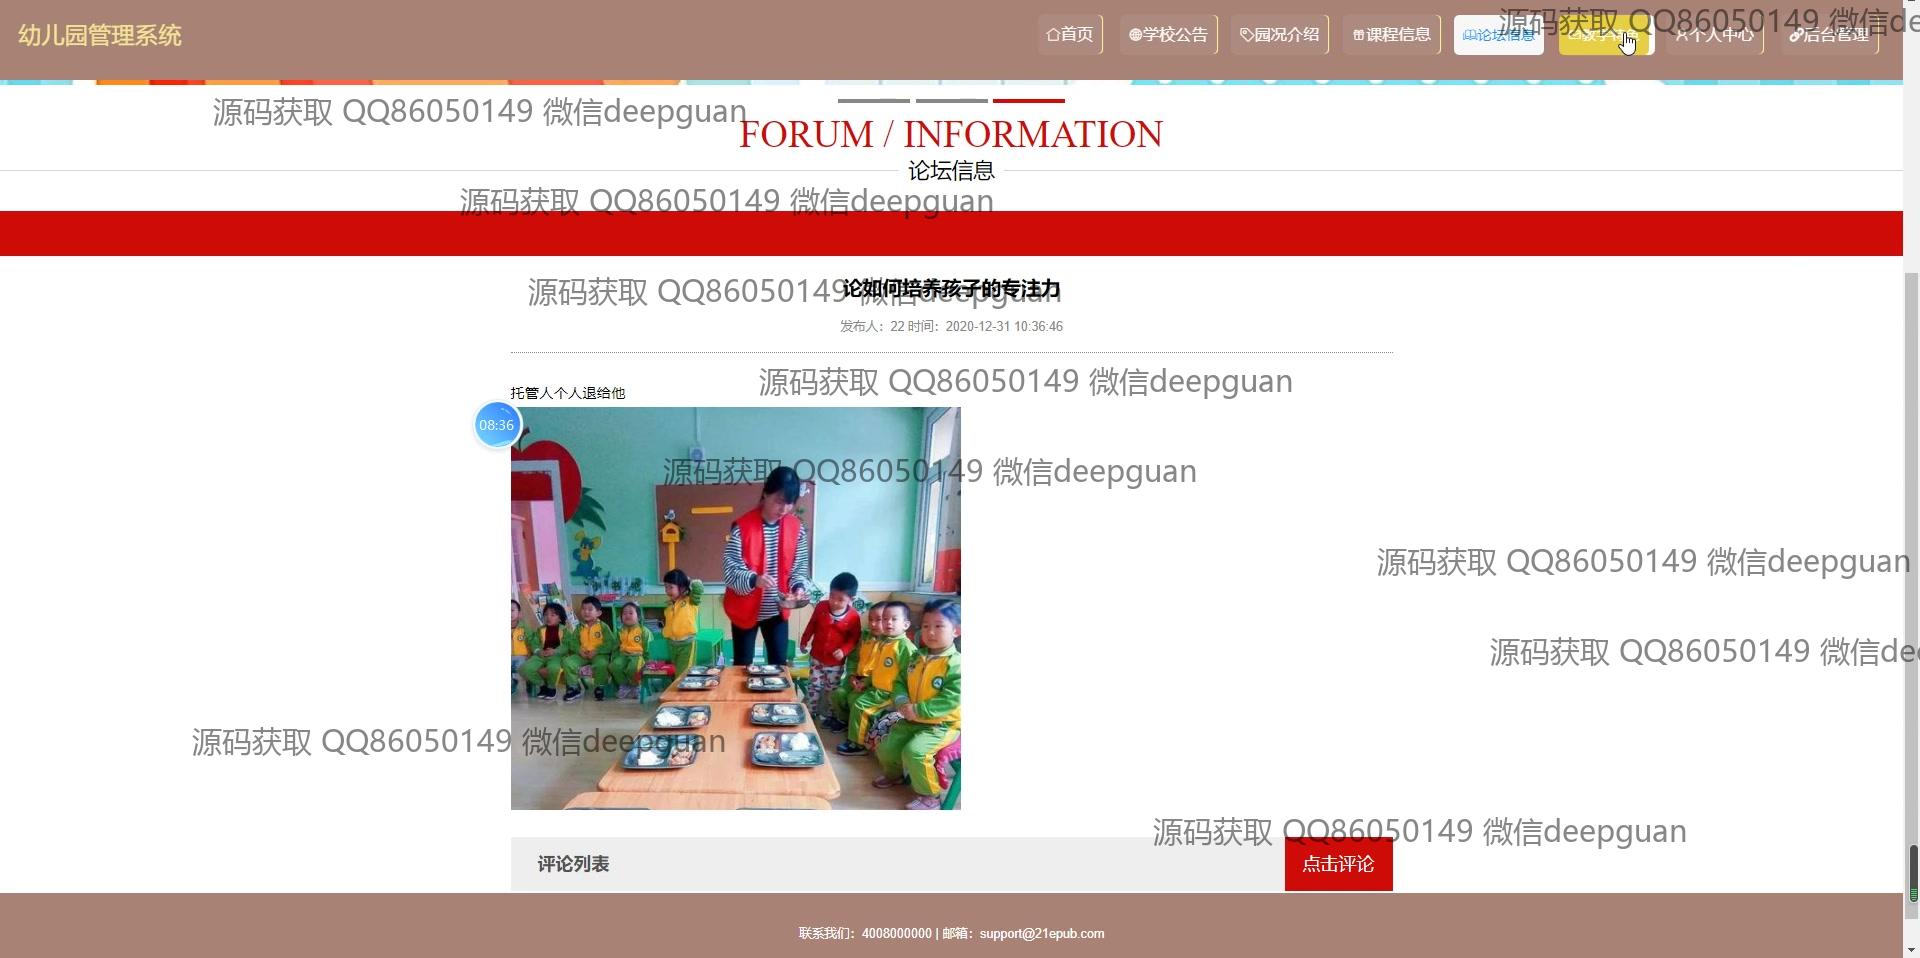 幼儿园管理系统
首页 学校公告 园况介绍 课程信息 论坛信息 个人中心 后台管理
源码获取 QQ86050149 微信de
源码获取 QQ86050149 微信deepguan
FORUM / INFORMATION
论坛信息
源码获取 QQ86050149 微信deepguan
源码获取 QQ86050149 微信deepguan
论如何培养孩子的专注力
发布人：22 时间：2020-12-31 10:36:46
源码获取 QQ86050149 微信deepguan
托管人个人退给他
08:36
源码获取 QQ86050149 微信deepguan
源码获取 QQ86050149 微信deepguan
源码获取 QQ86050149 微信dee
源码获取 QQ86050149 微信deepguan
源码获取 QQ86050149 微信deepguan
评论列表
点击评论
联系我们：4008000000 | 邮箱：support@21epub.com